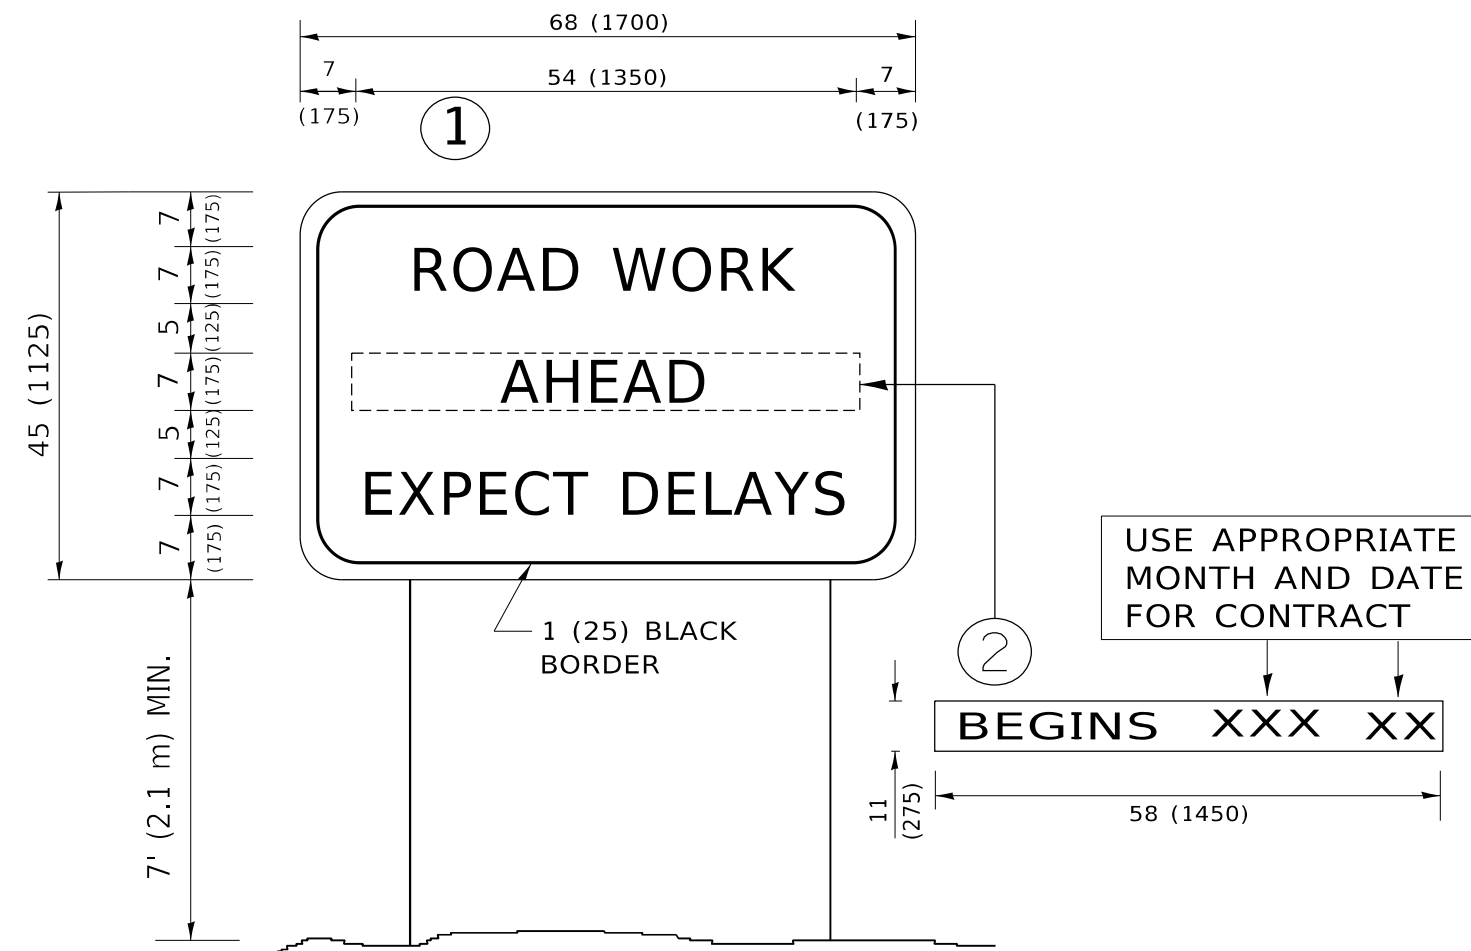 68 (1700)
7
54 (1350)
7
(175)
(175)
1
7
(175)
7
(175)
5
(125)
7
(175)
5
(125)
7
(175)
7
(175)
45 (1125)
ROAD WORK
AHEAD
EXPECT DELAYS
1 (25) BLACK
BORDER
7' (2.1 m) MIN.
USE APPROPRIATE
MONTH AND DATE
FOR CONTRACT
2
BEGINS XXX XX
11
(275)
58 (1450)